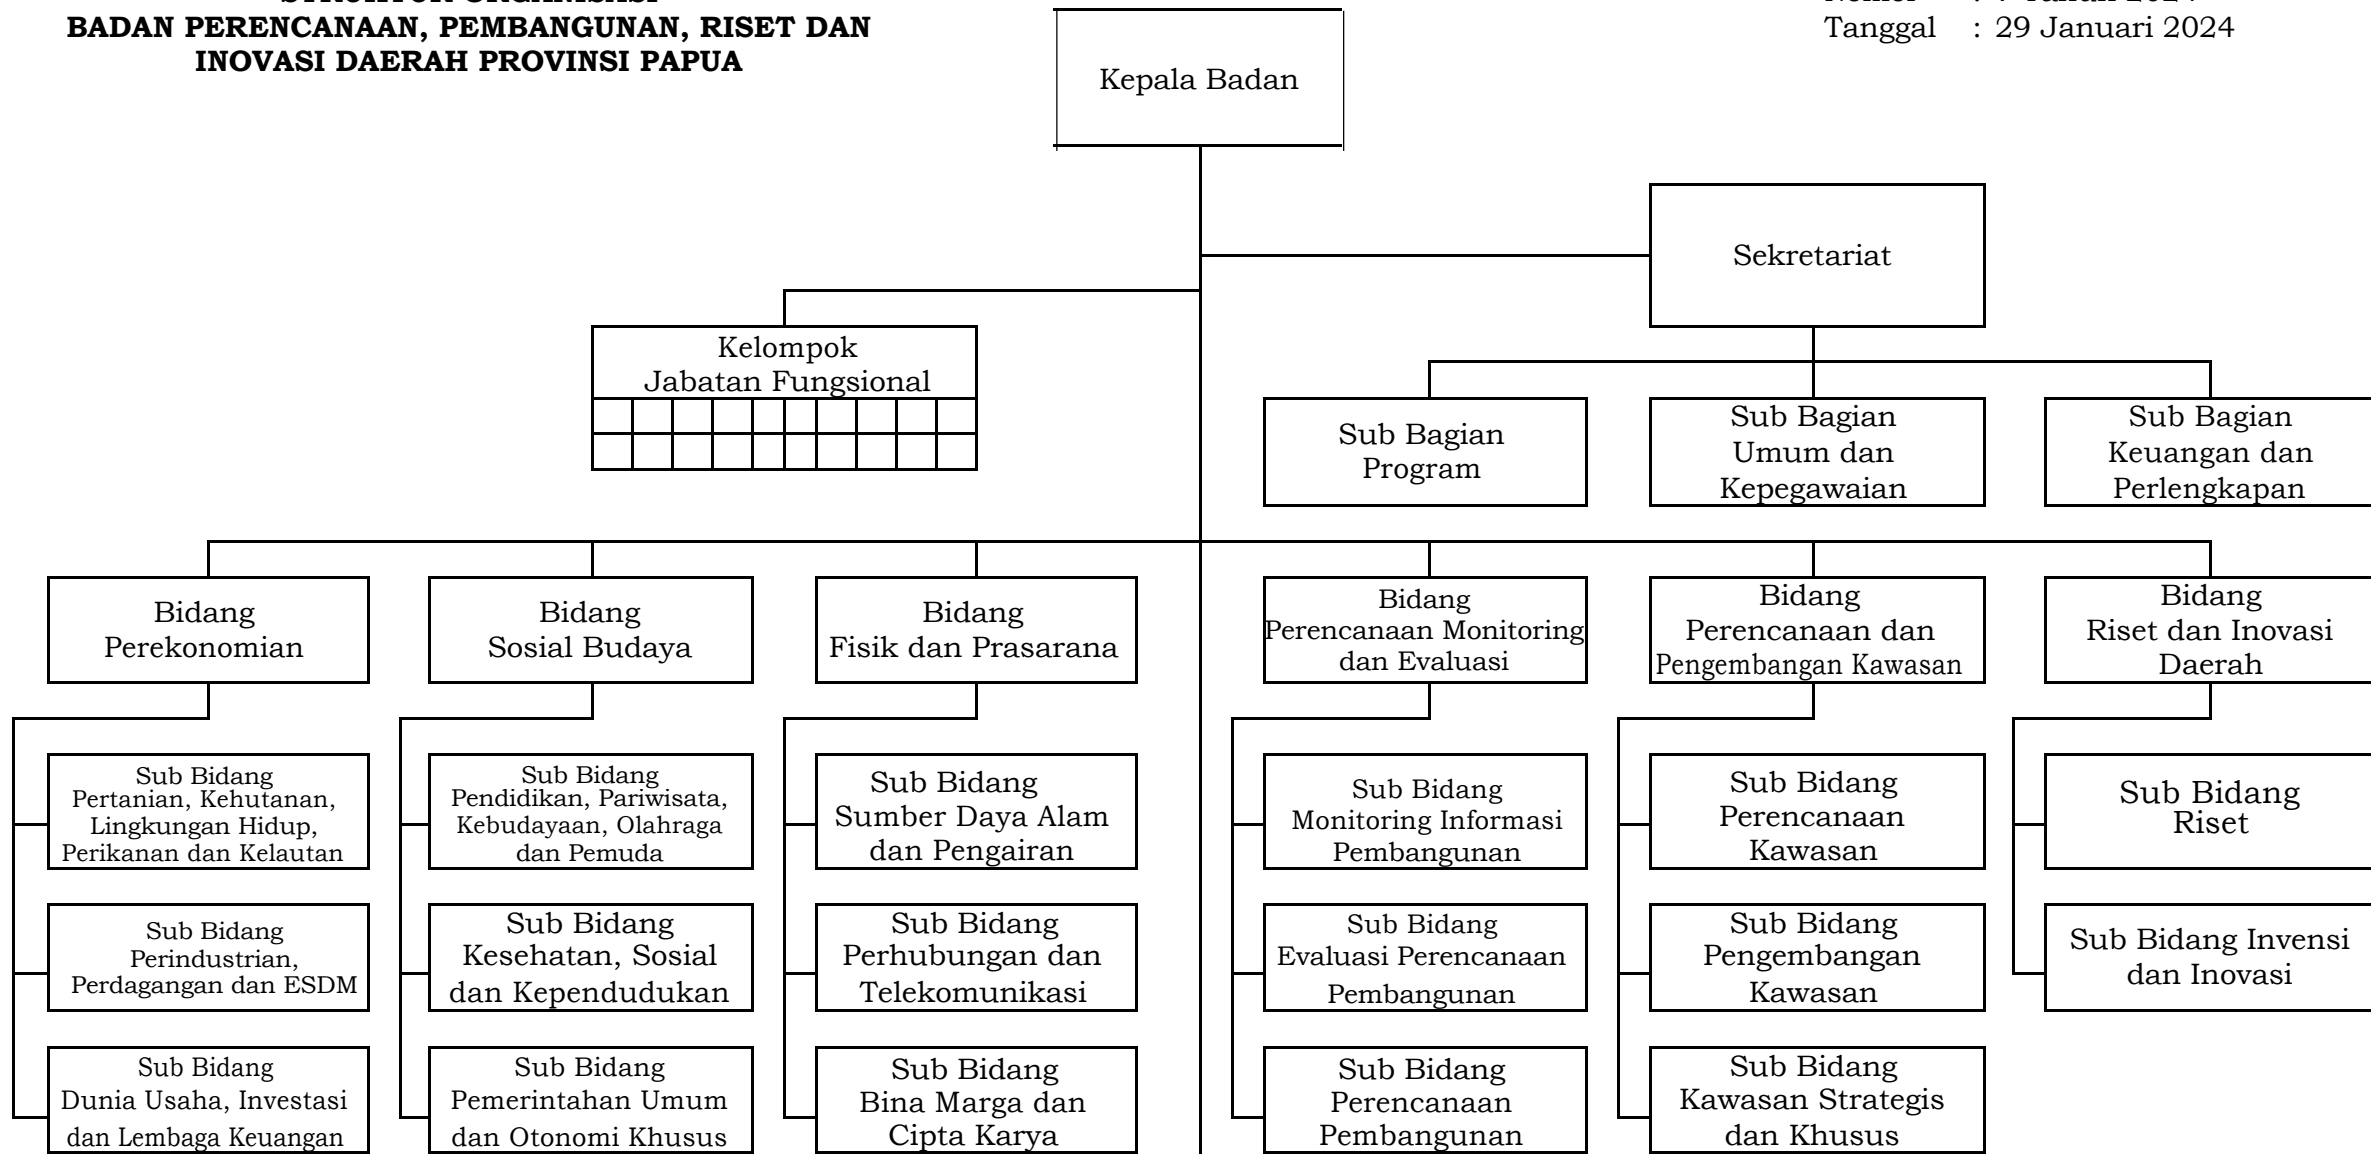 BADAN PERENCANAAN, PEMBANGUNAN, RISET DAN
INOVASI DAERAH PROVINSI PAPUA
Tanggal : 29 Januari 2024
Kepala Badan
Sekretariat
Kelompok
Jabatan Fungsional
Sub Bagian
Program
Sub Bagian
Umum dan
Kepegawaian
Sub Bagian
Keuangan dan
Perlengkapan
Bidang
Perekonomian
Bidang
Sosial Budaya
Bidang
Fisik dan Prasarana
Bidang
Perencanaan Monitoring
dan Evaluasi
Bidang
Perencanaan dan
Pengembangan Kawasan
Bidang
Riset dan Inovasi
Daerah
Sub Bidang
Pertanian, Kehutanan,
Lingkungan Hidup,
Perikanan dan Kelautan
Sub Bidang
Pendidikan, Pariwisata,
Kebudayaan, Olahraga
dan Pemuda
Sub Bidang
Sumber Daya Alam
dan Pengairan
Sub Bidang
Monitoring Informasi
Pembangunan
Sub Bidang
Perencanaan
Kawasan
Sub Bidang
Riset
Sub Bidang
Perindustrian,
Perdagangan dan ESDM
Sub Bidang
Kesehatan, Sosial
dan Kependudukan
Sub Bidang
Perhubungan dan
Telekomunikasi
Sub Bidang
Evaluasi Perencanaan
Pembangunan
Sub Bidang
Pengembangan
Kawasan
Sub Bidang Invensi
dan Inovasi
Sub Bidang
Dunia Usaha, Investasi
dan Lembaga Keuangan
Sub Bidang
Pemerintahan Umum
dan Otonomi Khusus
Sub Bidang
Bina Marga dan
Cipta Karya
Sub Bidang
Perencanaan
Pembangunan
Sub Bidang
Kawasan Strategis
dan Khusus